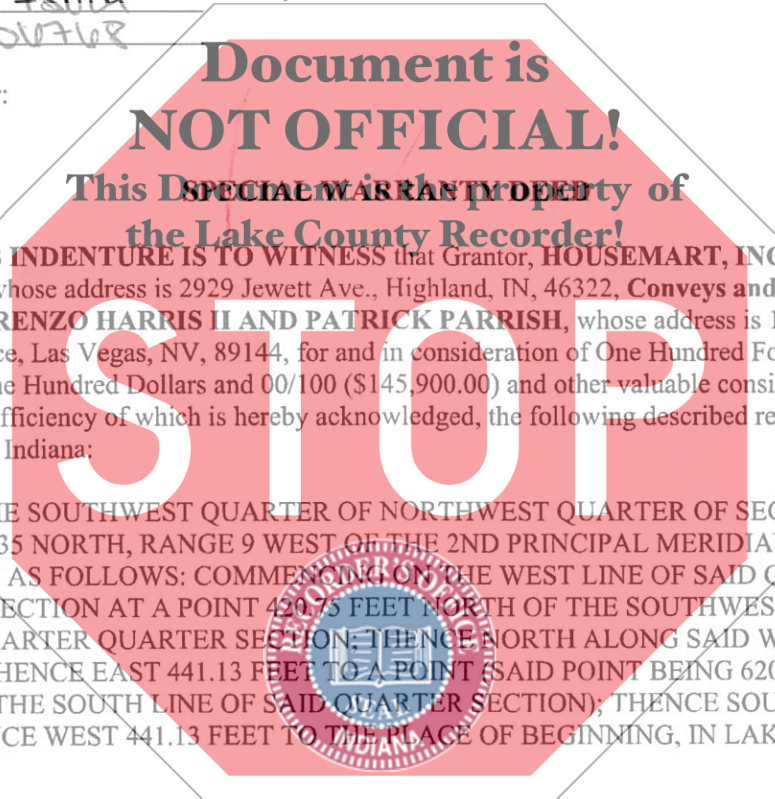 Document is
NOT OFFICIAL!
This Document is the property of
the Lake County Recorder!
SPECIAL WARRANTY DEED
INDENTURE IS TO WITNESS that Grantor, HOUSEMART, INC
whose address is 2929 Jewett Ave., Highland, IN, 46322, Conveys and
RENZO HARRIS II AND PATRICK PARRISH, whose address is 1
ce, Las Vegas, NV, 89144, for and in consideration of One Hundred Fo
ne Hundred Dollars and 00/100 ($145,900.00) and other valuable consi
fficiency of which is hereby acknowledged, the following described re
Indiana:
STOP
E SOUTHWEST QUARTER OF NORTHWEST QUARTER OF SEC
35 NORTH, RANGE 9 WEST OF THE 2ND PRINCIPAL MERIDIA
AS FOLLOWS: COMMENCING ON THE WEST LINE OF SAID Q
ECTION AT A POINT 420.75 FEET NORTH OF THE SOUTHWES
ARTER QUARTER SECTION; THENCE NORTH ALONG SAID W
HENCE EAST 441.13 FEET TO A POINT (SAID POINT BEING 620
THE SOUTH LINE OF SAID QUARTER SECTION); THENCE SOU
CE WEST 441.13 FEET TO THE PLACE OF BEGINNING, IN LAK
RECORDER'S OFFICE
INDIANA